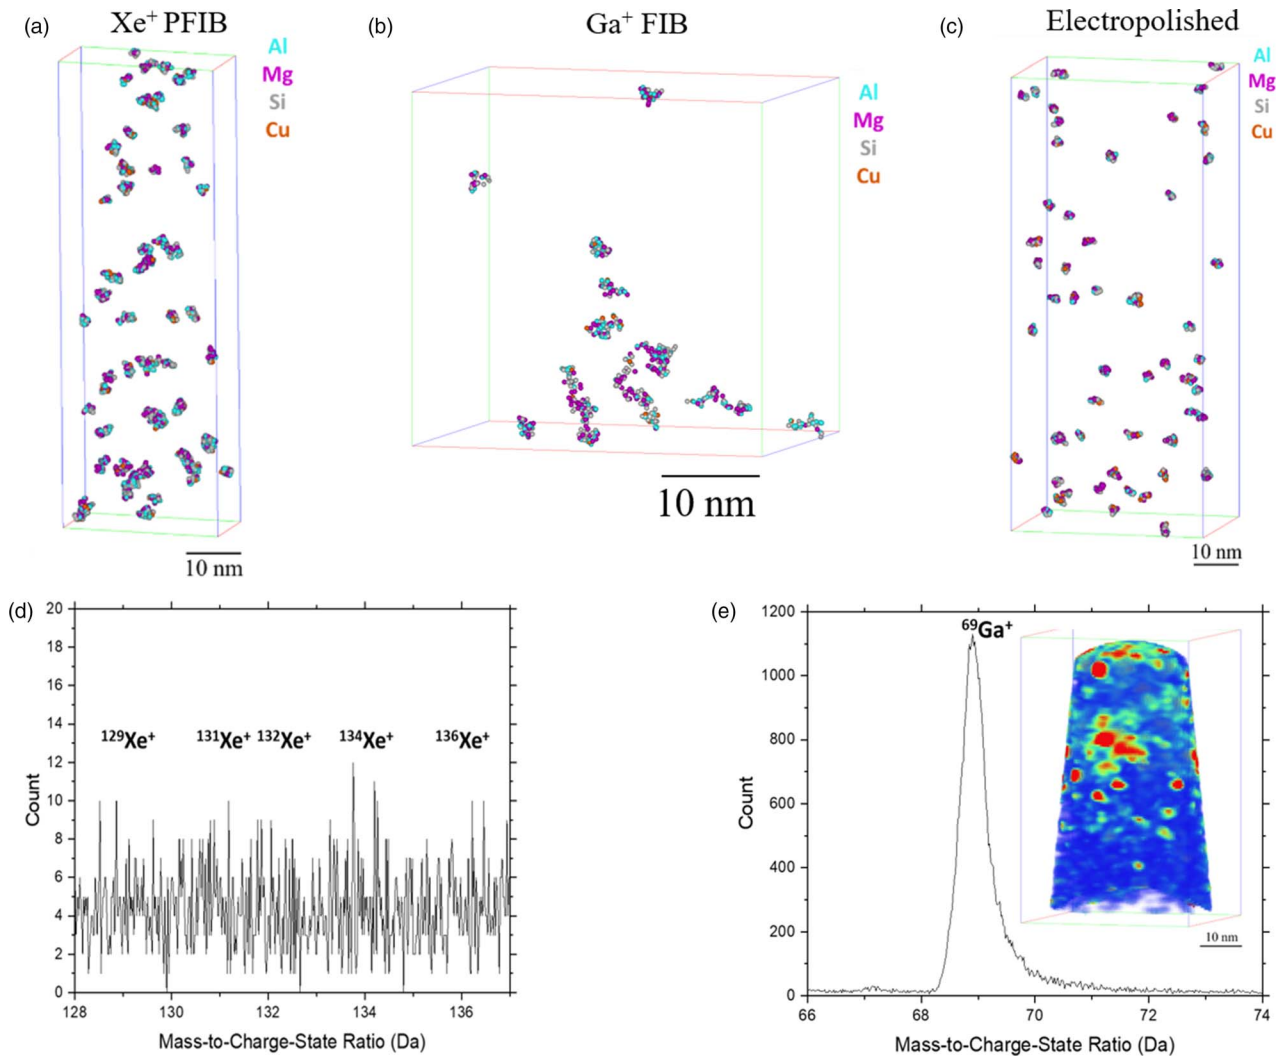 (a)
Xe⁺ PFIB
Al
Mg
Si
Cu
10 nm
(b)
Ga⁺ FIB
Al
Mg
Si
Cu
10 nm
(c)
Electropolished
Al
Mg
Si
Cu
10 nm
(d)
20
18
16
14
12
10
8
6
4
2
0
Count
¹²⁹Xe⁺ ¹³¹Xe⁺ ¹³²Xe⁺ ¹³⁴Xe⁺ ¹³⁶Xe⁺
128 130 132 134 136
Mass-to-Charge-State Ratio (Da)
(e)
1200
1000
800
600
400
200
0
Count
⁶⁹Ga⁺
10 nm
66 68 70 72 74
Mass-to-Charge-State Ratio (Da)